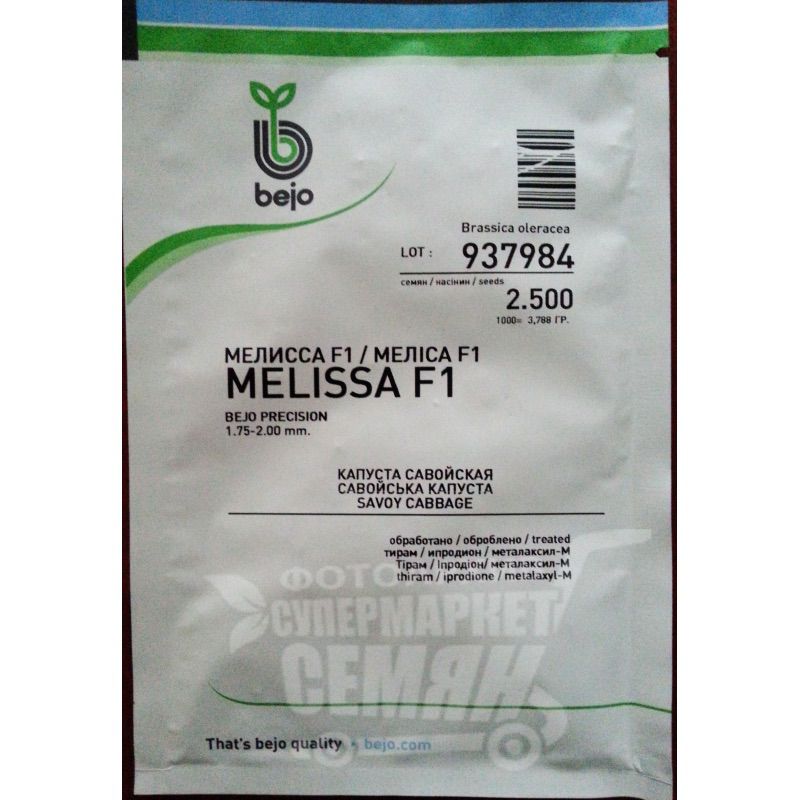 bejo
Brassica oleracea
LOT : 937984
семян / насінин / seeds
2.500
1000= 3,788 ГР.
МЕЛИССА F1 / МЕЛІСА F1
MELISSA F1
BEJO PRECISION
1.75-2.00 mm.
КАПУСТА САВОЙСКАЯ
САВОЙСЬКА КАПУСТА
SAVOY CABBAGE
обработано / оброблено / treated
тирам / ипродион / металаксил-М
Тірам / Іпродіон/ металаксил-М
thiram / iprodione / metalaxyl-M
ФОТО
СУПЕРМАРКЕТ
СЕМЯН
That's bejo quality • bejo.com